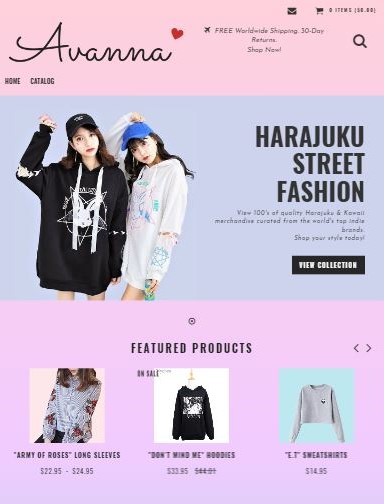 0 ITEMS ($0.00)
Avanna
FREE Worldwide Shipping. 30-Day
Returns.
Shop Now!
HOME CATALOG
HARAJUKU
STREET
FASHION
View 100's of quality Harajuku & Kawaii
merchandise curated from the world's top indie
brands.
Shop your style today!
VIEW COLLECTION
FEATURED PRODUCTS
ON SALE
"ARMY OF ROSES" LONG SLEEVES
"DON'T MIND ME" HOODIES
"E.T" SWEATSHIRTS
$22.95 - $24.95
$33.95 $44.01
$14.95